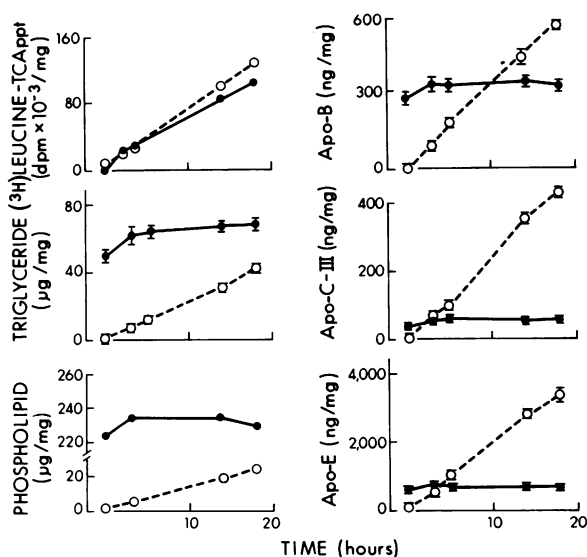 (³H)LEUCINE-TCAppt
(dpm × 10⁻³/mg)
160
80
0
TRIGLYCERIDE
(µg/mg)
80
40
0
PHOSPHOLIPID
(µg/mg)
260
240
220
20
0
0
10
20
Apo-B (ng/mg)
600
300
0
Apo-C-III (ng/mg)
400
200
0
Apo-E (ng/mg)
4,000
2,000
0
0
10
20
TIME (hours)